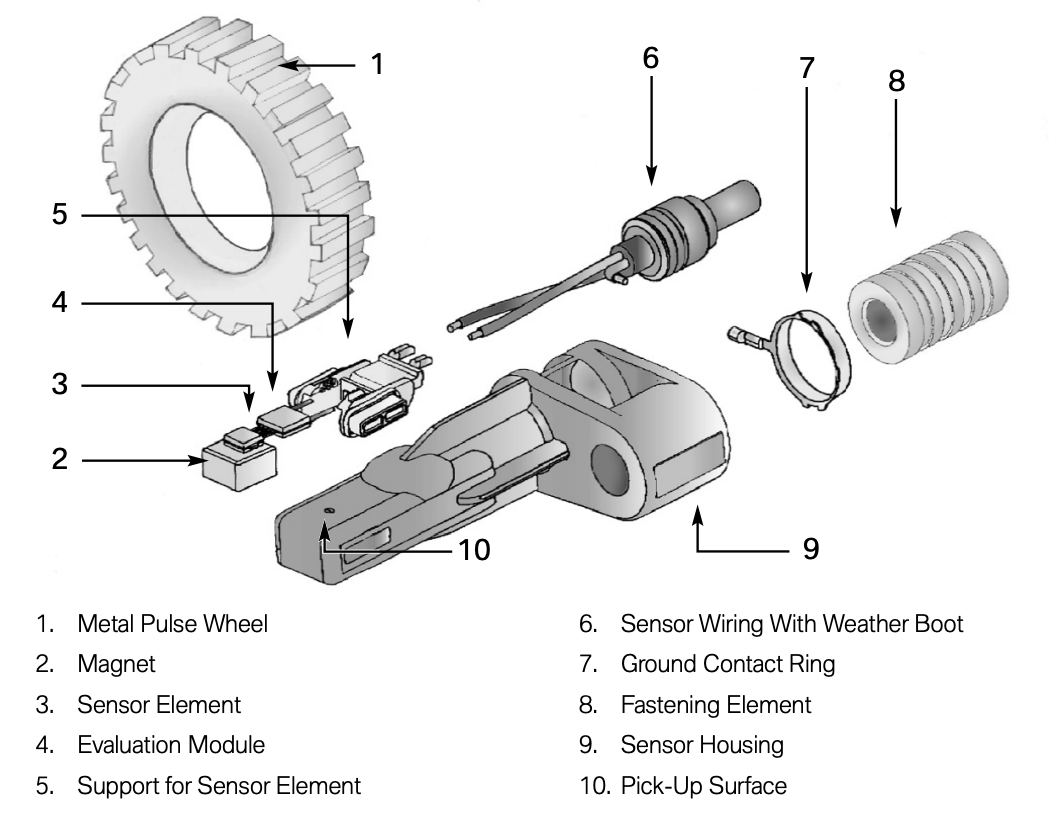 1
6
7
8
5
4
3
2
10
9
1. Metal Pulse Wheel
2. Magnet
3. Sensor Element
4. Evaluation Module
5. Support for Sensor Element
6. Sensor Wiring With Weather Boot
7. Ground Contact Ring
8. Fastening Element
9. Sensor Housing
10. Pick-Up Surface